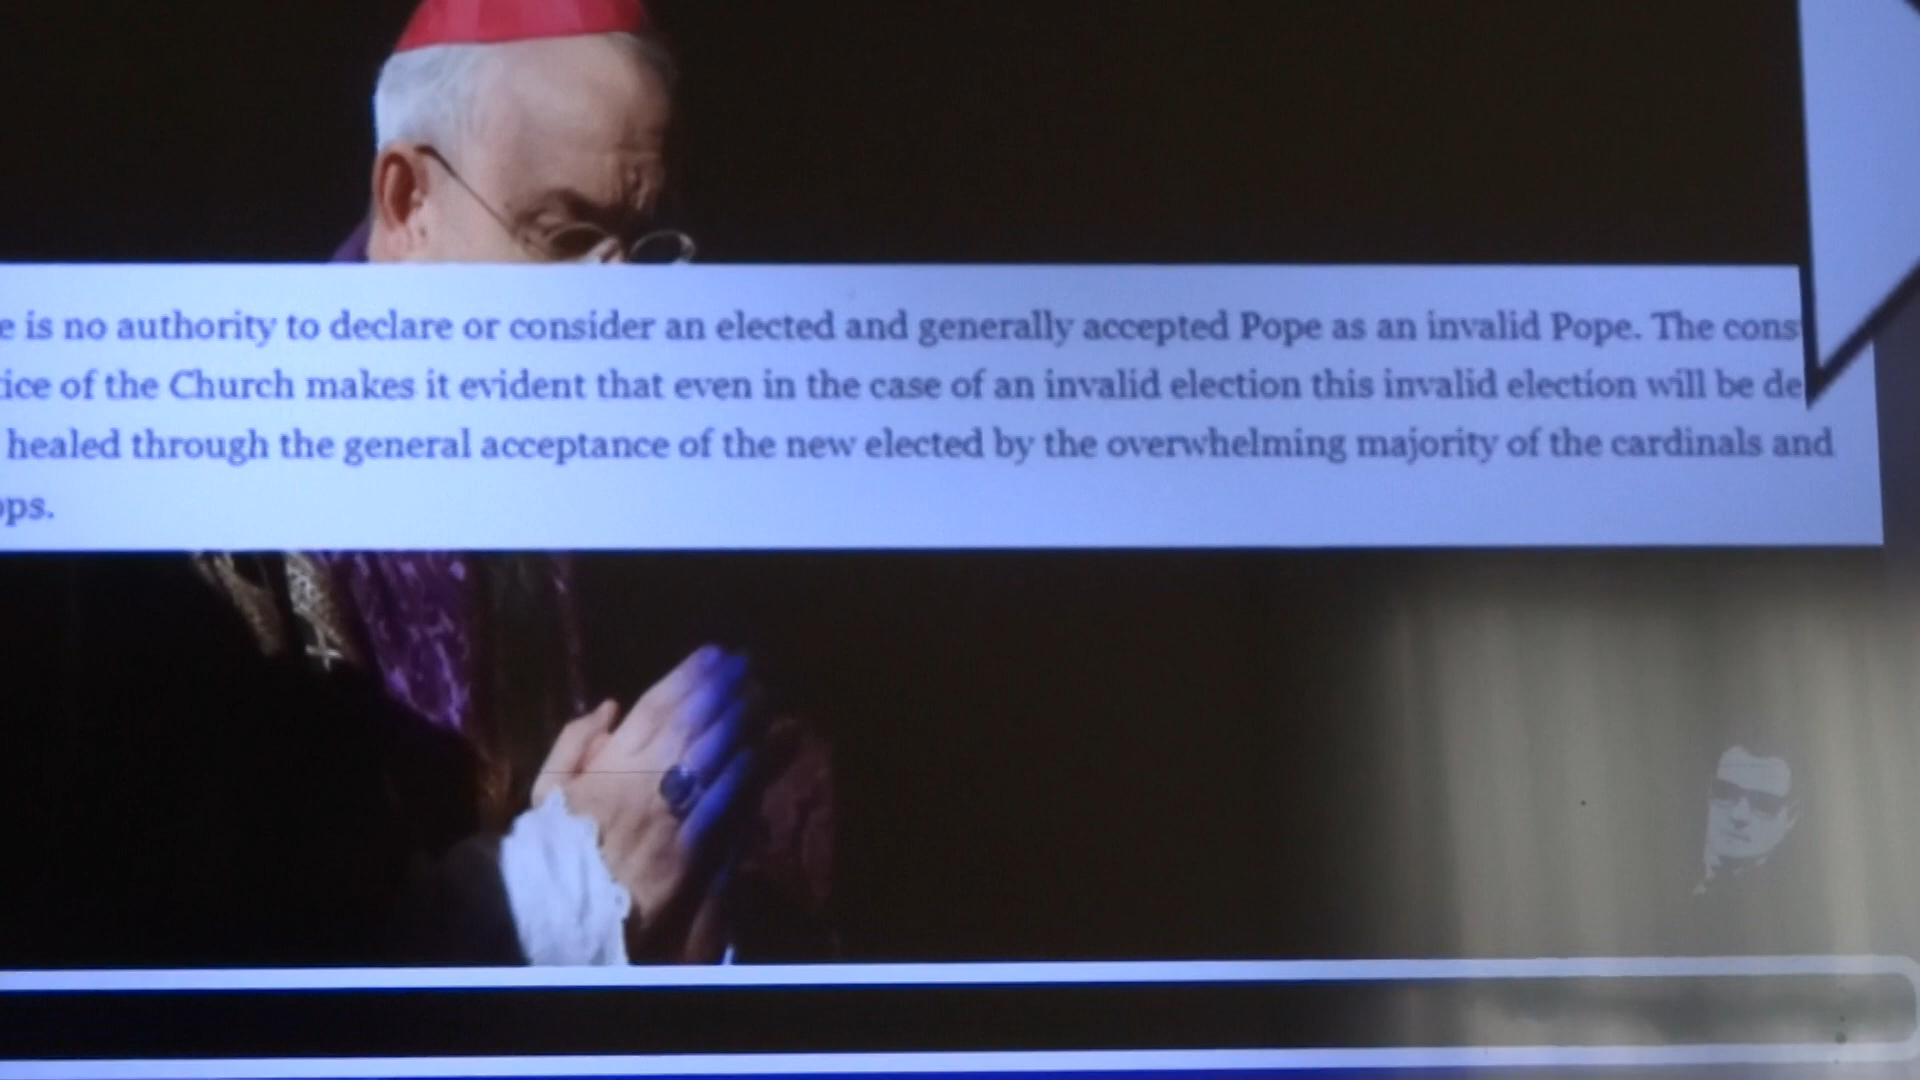 e is no authority to declare or consider an elected and generally accepted Pope as an invalid Pope. The cons
ice of the Church makes it evident that even in the case of an invalid election this invalid election will be de
healed through the general acceptance of the new elected by the overwhelming majority of the cardinals and
ops.